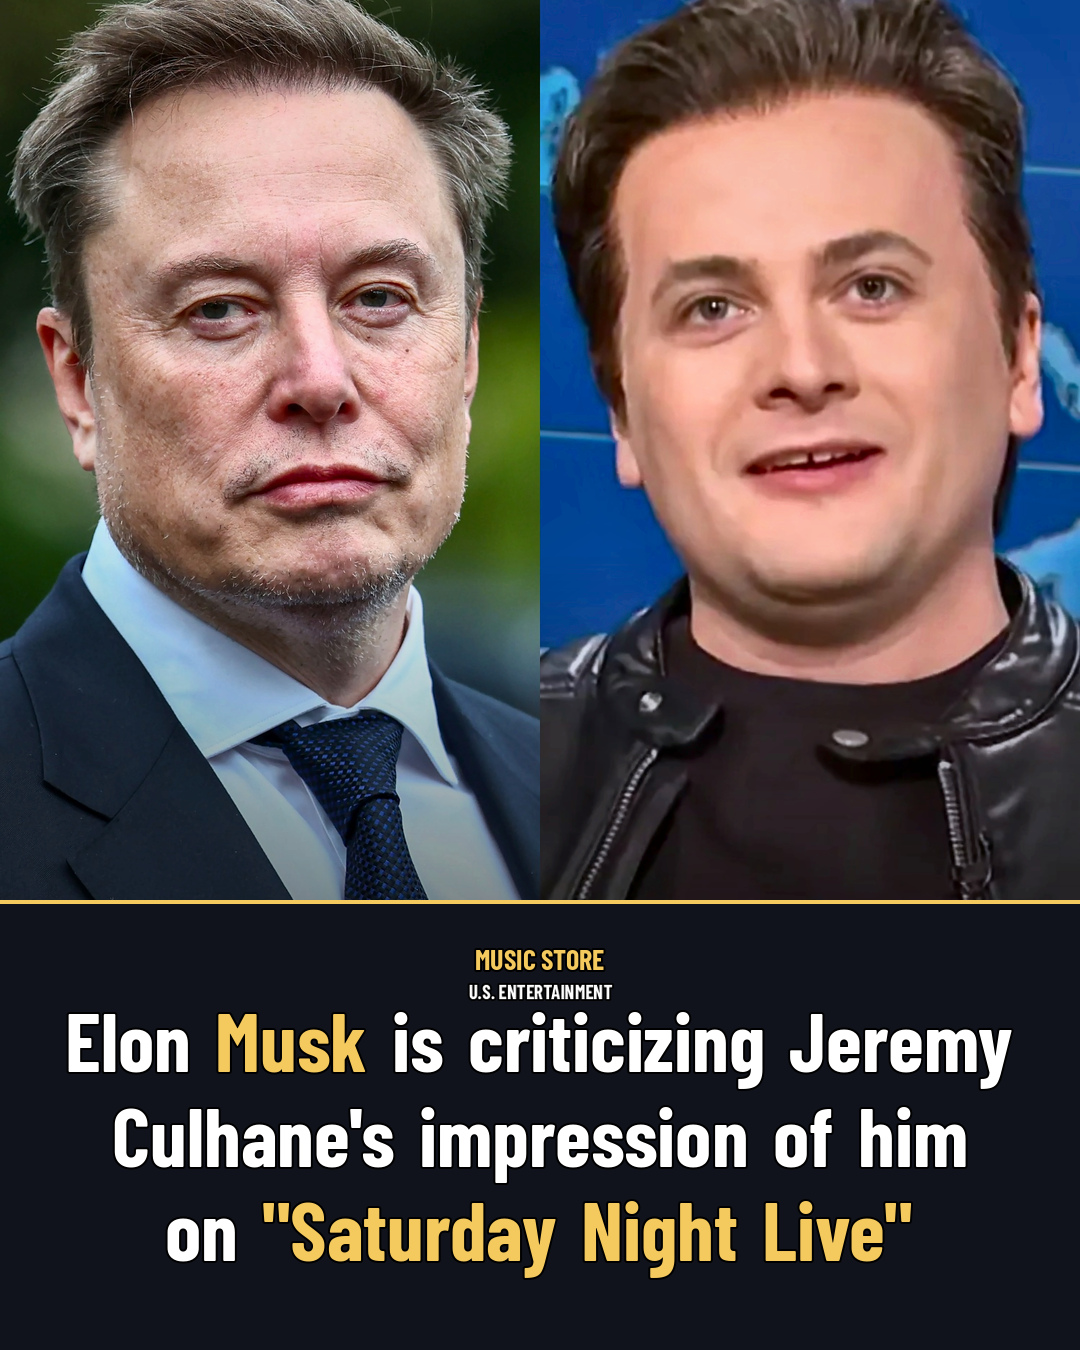 MUSIC STORE
U.S. ENTERTAINMENT
Elon Musk is criticizing Jeremy
Culhane's impression of him
on "Saturday Night Live"